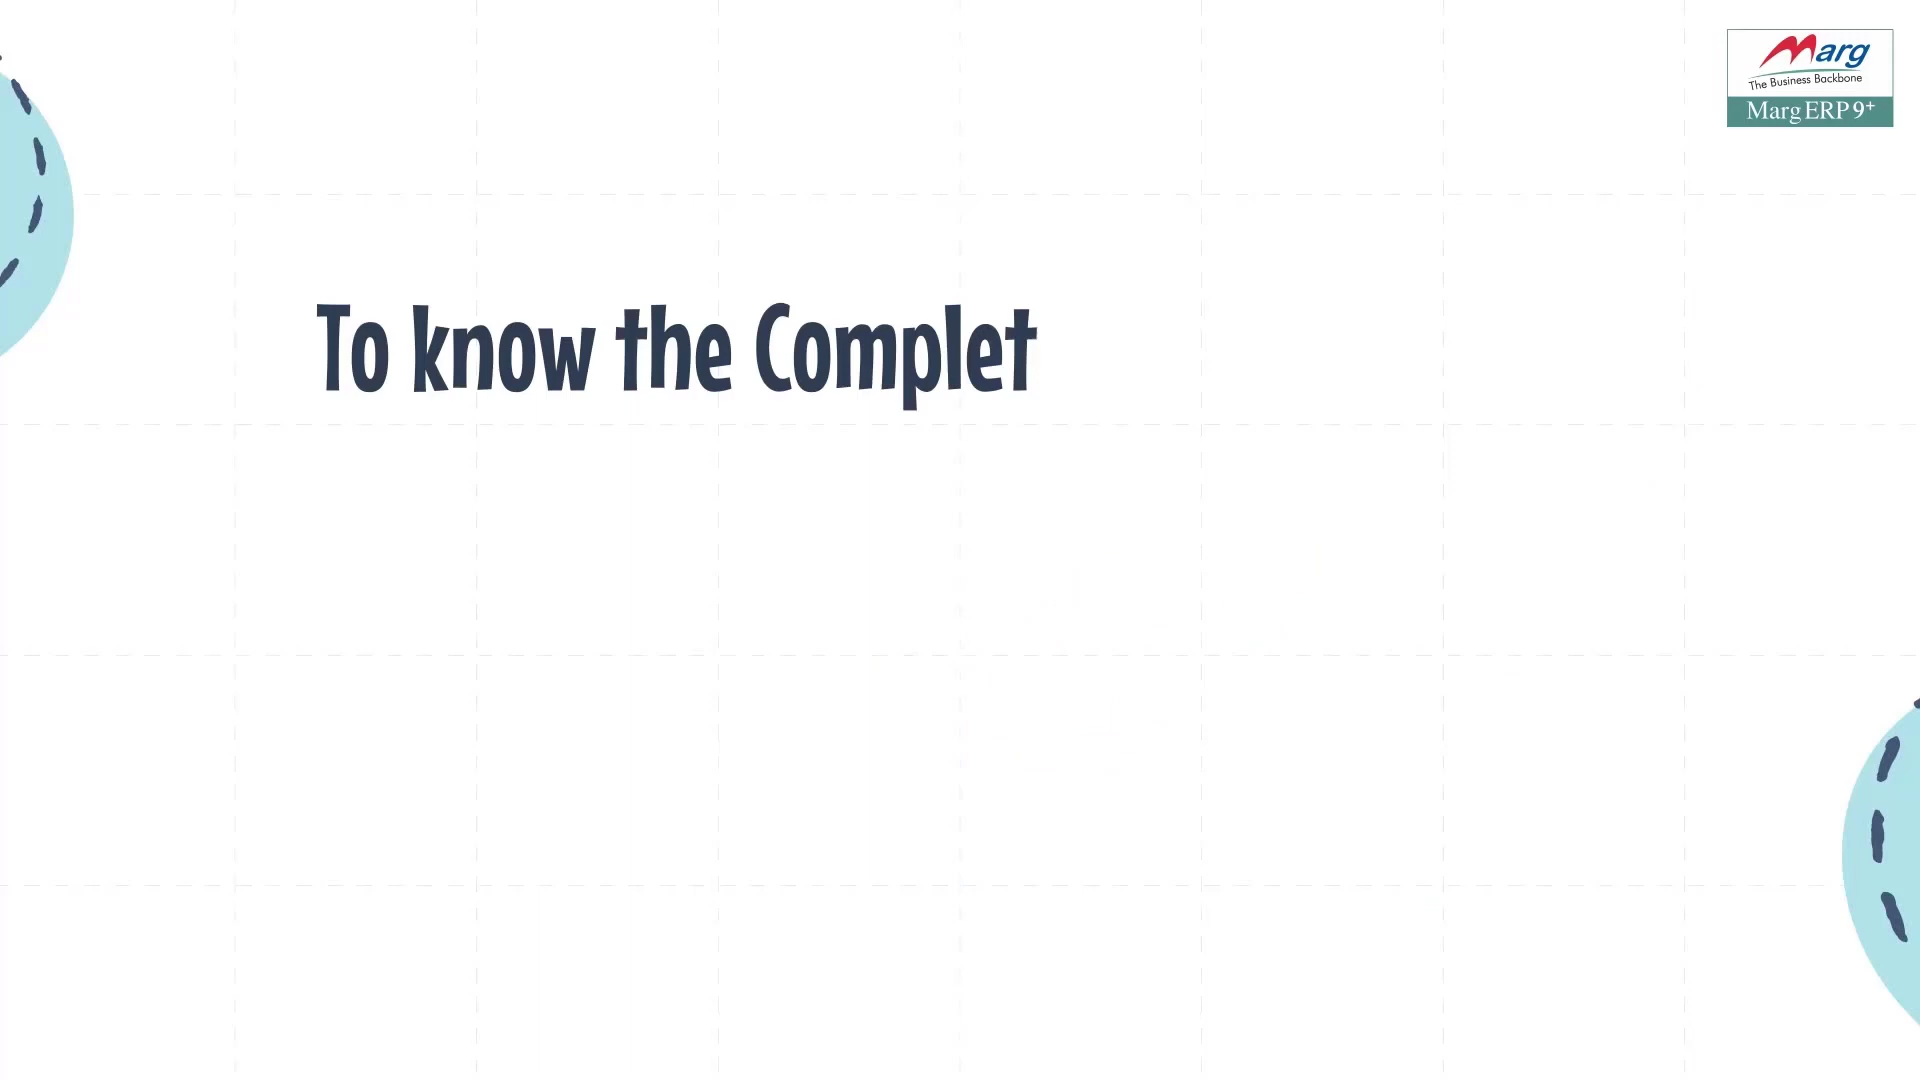 Marg
The Business Backbone
Marg ERP 9+
To know the Complet